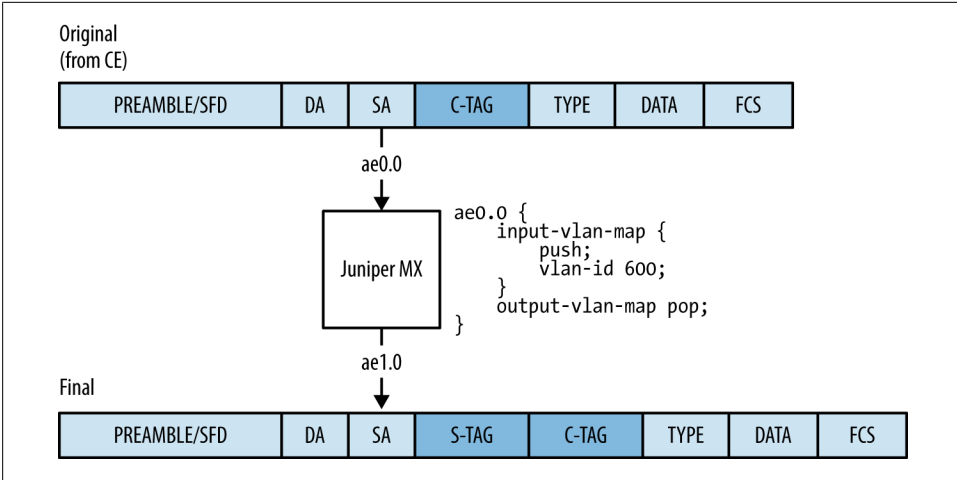 Original
(from CE)
PREAMBLE/SFD DA SA C-TAG TYPE DATA FCS
ae0.0
Juniper MX
ae0.0 {
    input-vlan-map {
        push;
        vlan-id 600;
    }
    output-vlan-map pop;
}
ae1.0
Final
PREAMBLE/SFD DA SA S-TAG C-TAG TYPE DATA FCS